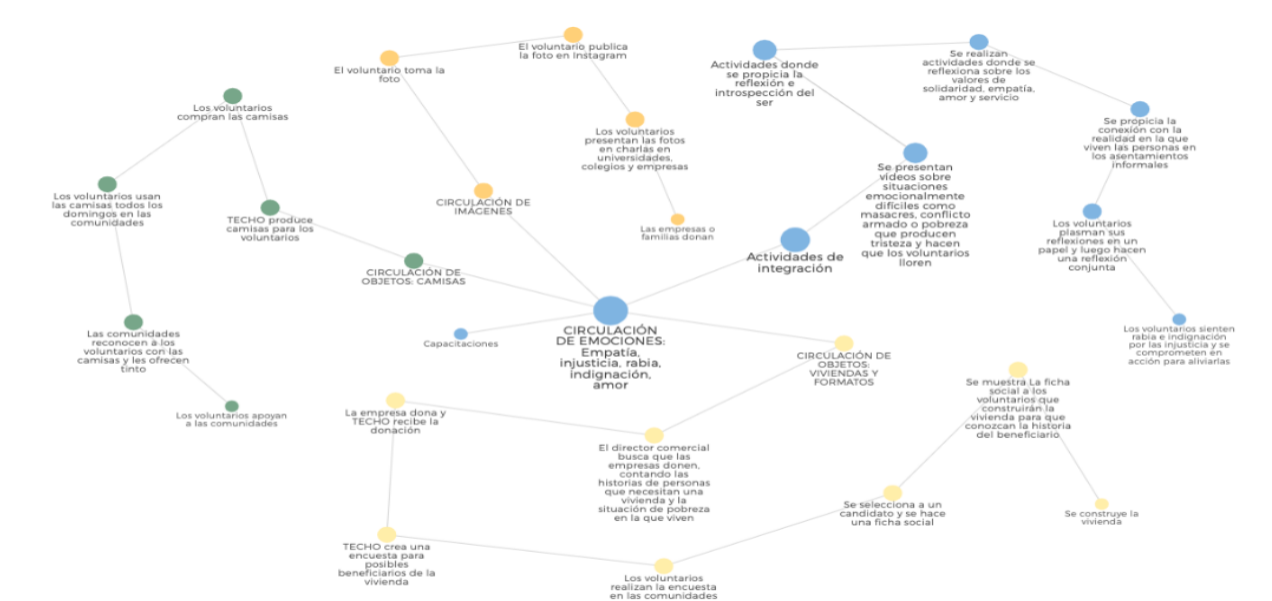 El voluntario publica
la foto en Instagram
El voluntario toma la
foto
Los voluntarios
compran las camisas
Actividades donde
se propicia la
reflexión e
introspección del
ser
Se realizan
actividades donde se
reflexiona sobre los
valores de
solidaridad, empatía,
amor y servicio
Se propicia la
conexión con la
realidad en la que
viven las personas en
los asentamientos
informales
Los voluntarios
presentan las fotos
en charlas en
universidades,
colegios y empresas
Se presentan
videos sobre
situaciones
emocionalmente
difíciles como
masacres, conflicto
armado o pobreza
que producen
tristeza y hacen
que los voluntarios
lloren
Los voluntarios usan
las camisas todos los
domingos en las
comunidades
TECHO produce
camisas para los
voluntarios
CIRCULACIÓN DE
IMÁGENES
Las empresas o
familias donan
Los voluntarios
plasman sus
reflexiones en un
papel y luego hacen
una reflexión
conjunta
Actividades de
integración
CIRCULACIÓN DE
OBJETOS: CAMISAS
Las comunidades
reconocen a los
voluntarios con las
camisas y les ofrecen
tinto
Capacitaciones
CIRCULACIÓN
DE EMOCIONES:
Empatía,
injusticia, rabia,
indignación,
amor
CIRCULACIÓN DE
OBJETOS:
VIVIENDAS Y
FORMATOS
Los voluntarios sienten
rabia e indignación
por las injusticia y se
comprometen en
acción para aliviarlas
Se muestra La ficha
social a los
voluntarios que
construirán la
vivienda para que
conozcan la historia
del beneficiario
Los voluntarios apoyan
a las comunidades
La empresa dona y
TECHO recibe la
donación
El director comercial
busca que las
empresas donen,
contando las
historias de personas
que necesitan una
vivienda y la
situación de pobreza
en la que viven
Se selecciona a un
candidato y se hace
una ficha social
Se construye la
vivienda
TECHO crea una
encuesta para
posibles
beneficiarios de la
vivienda
Los voluntarios
realizan la encuesta
en las comunidades